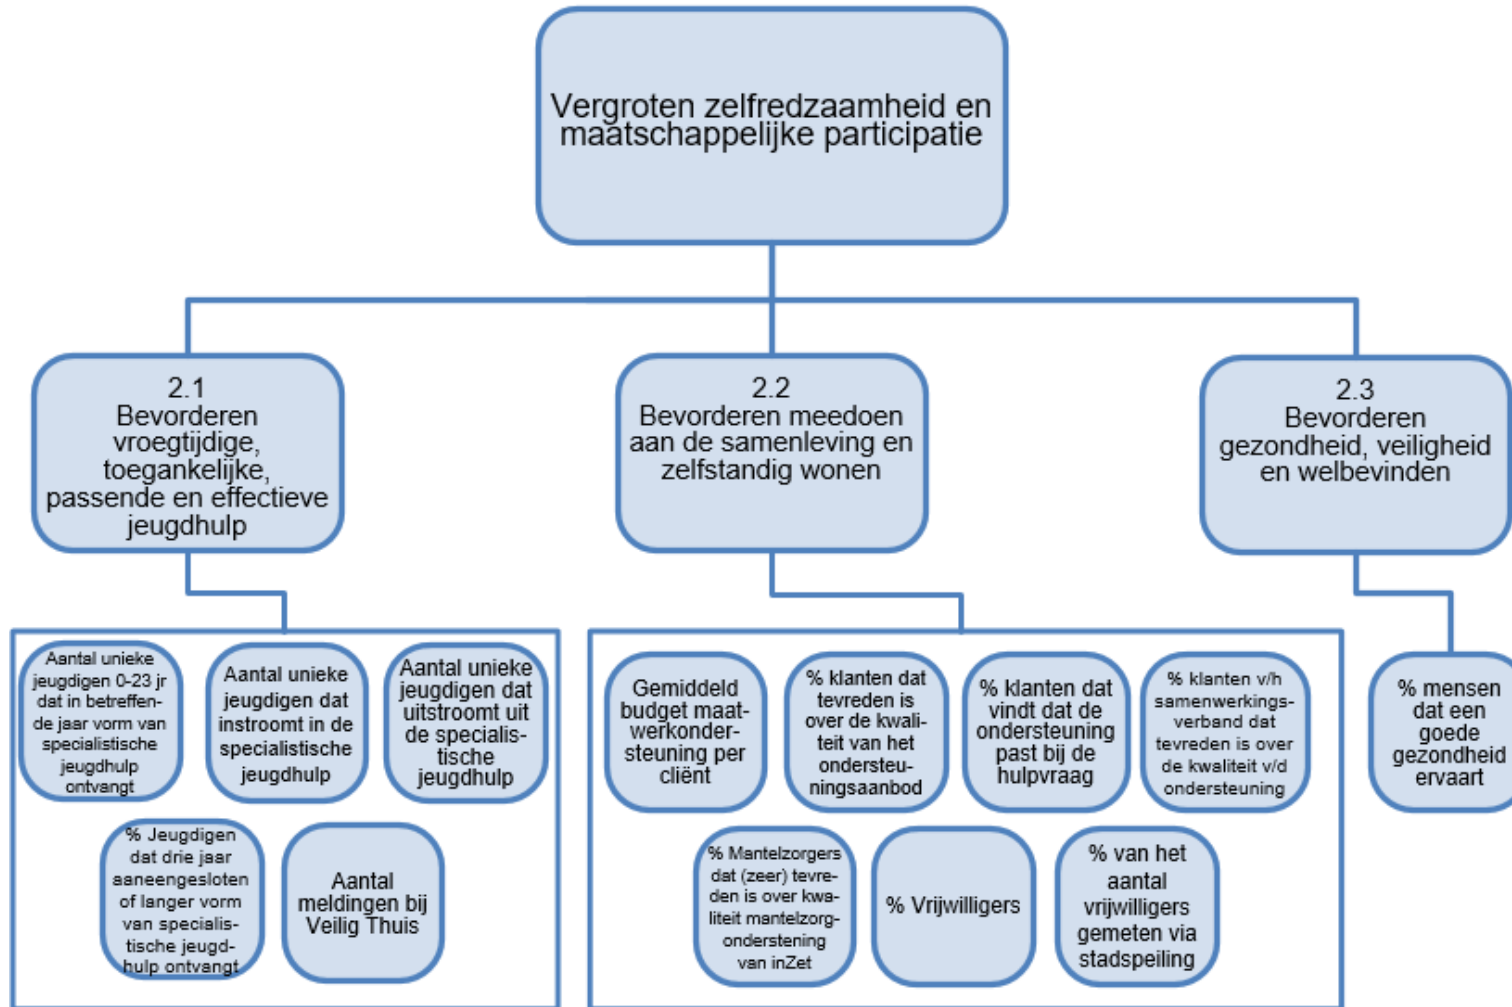 Vergroten zelfredzaamheid en
maatschappelijke participatie
2.1
Bevorderen
vroegtijdige,
toegankelijke,
passende en effectieve
jeugdhulp
2.2
Bevorderen meedoen
aan de samenleving en
zelfstandig wonen
2.3
Bevorderen
gezondheid, veiligheid
en welbevinden
Aantal unieke
jeugdigen 0-23 jr
dat in betreffen-
de jaar vorm van
specialistische
jeugdhulp
ontvangt
Aantal unieke
jeugdigen dat
instroomt in de
specialistische
jeugdhulp
Aantal unieke
jeugdigen dat
uitstroomt uit
de specialis-
tische
jeugdhulp
% Jeugdigen
dat drie jaar
aaneengesloten
of langer vorm
van specialis-
tische jeugd-
hulp ontvangt
Aantal
meldingen bij
Veilig Thuis
Gemiddeld
budget maat-
werkonder-
steuning per
cliënt
% klanten dat
tevreden is
over de kwali-
teit van het
ondersteu-
ningsaanbod
% klanten dat
vindt dat de
ondersteuning
past bij de
hulpvraag
% klanten v/h
samenwerkings-
verband dat
tevreden is over
de kwaliteit v/d
ondersteuning
% Mantelzorgers
dat (zeer) tevre-
den is over kwa-
liteit mantelzorg-
onderstening
van inZet
% Vrijwilligers
% van het
aantal
vrijwilligers
gemeten via
stadspeiling
% mensen
dat een
goede
gezondheid
ervaart